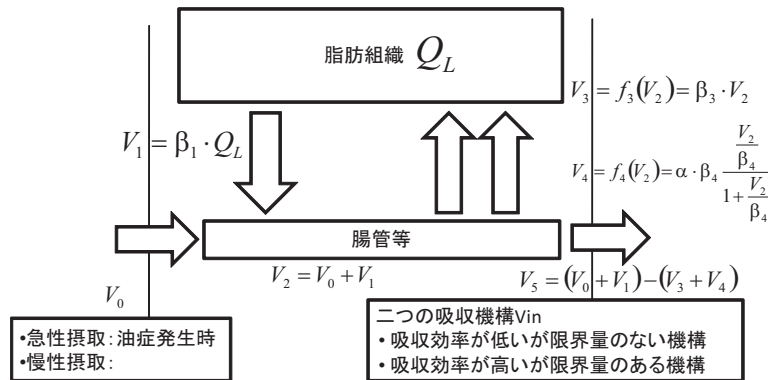 脂肪組織 Q_L
V_1 = β_1 · Q_L
V_3 = f_3(V_2) = β_3 · V_2
V_4 = f_4(V_2) = α · β_4 \frac{\frac{V_2}{β_4}}{1 + \frac{V_2}{β_4}}
腸管等
V_2 = V_0 + V_1
V_0
V_5 = (V_0 + V_1) − (V_3 + V_4)
•急性摂取:油症発生時
•慢性摂取:
二つの吸収機構Vin
・吸収効率が低いが限界量のない機構
・吸収効率が高いが限界量のある機構